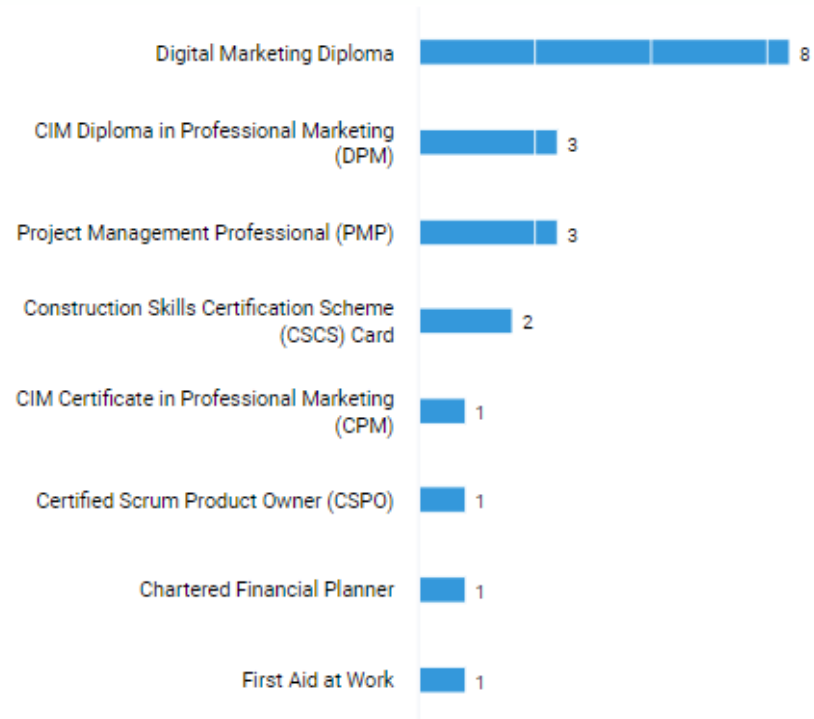 Digital Marketing Diploma 8
CIM Diploma in Professional Marketing
(DPM) 3
Project Management Professional (PMP) 3
Construction Skills Certification Scheme
(CSCS) Card 2
CIM Certificate in Professional Marketing
(CPM) 1
Certified Scrum Product Owner (CSPO) 1
Chartered Financial Planner 1
First Aid at Work 1